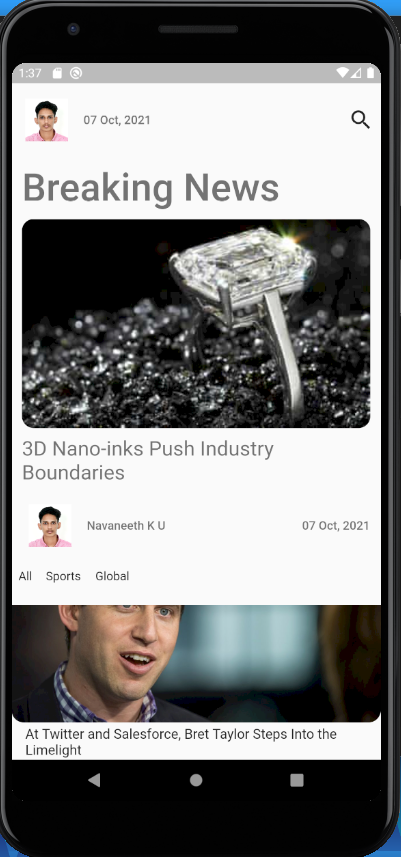 1:37
07 Oct, 2021
Breaking News
3D Nano-inks Push Industry
Boundaries
Navaneeth K U
07 Oct, 2021
All Sports Global
At Twitter and Salesforce, Bret Taylor Steps Into the
Limelight